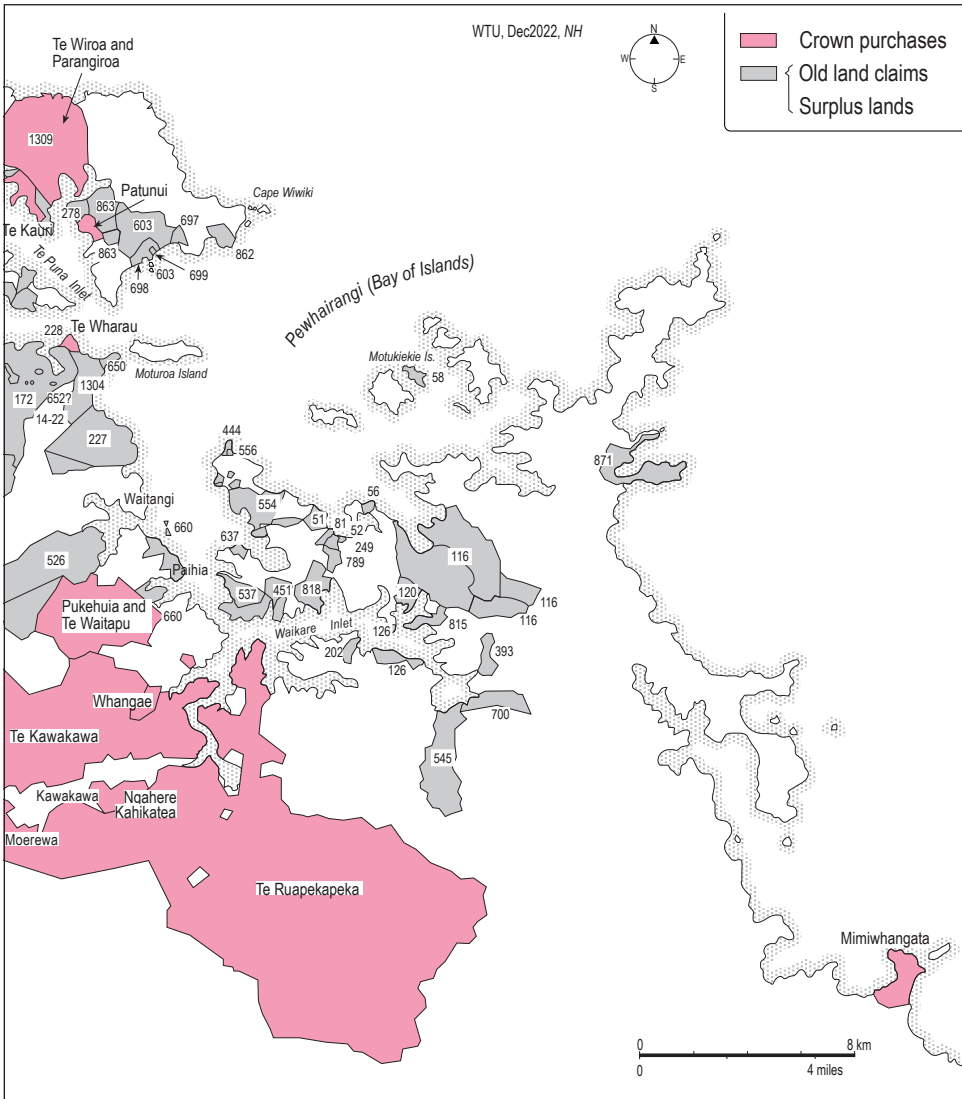 WTU, Dec2022, NH
N
W
E
S
Crown purchases
Old land claims
Surplus lands
Te Wiroa and
Parangiroa
1309
Patunui
Cape Wiwiki
278
863
603
697
Te Kauri
863
862
603
699
698
Te Puna Inlet
Pewhairangi (Bay of Islands)
228
Te Wharau
650
Moturoa Island
Motukiekie Is.
58
172
652?
1304
14-22
227
444
556
871
Waitangi
660
554
56
51
81
52
637
249
789
116
526
Paihia
537
451
818
120
116
116
Pukehuia and
Te Waitapu
660
Waikare Inlet
126
815
202
126
393
Whangae
700
Te Kawakawa
545
Kawakawa
Ngahere
Kahikatea
Moerewa
Te Ruapekapeka
Mimiwhangata
0
8 km
0
4 miles